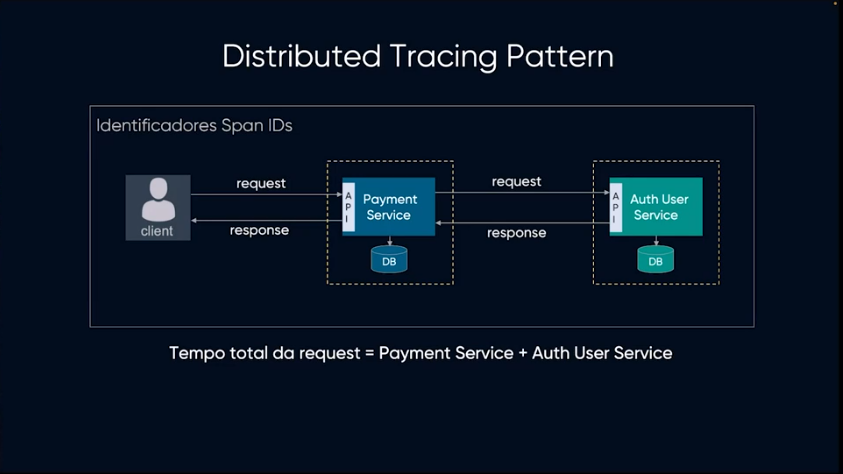 Distributed Tracing Pattern
Identificadores Span IDs
client
request
response
API
Payment
Service
DB
request
response
API
Auth User
Service
DB
Tempo total da request = Payment Service + Auth User Service